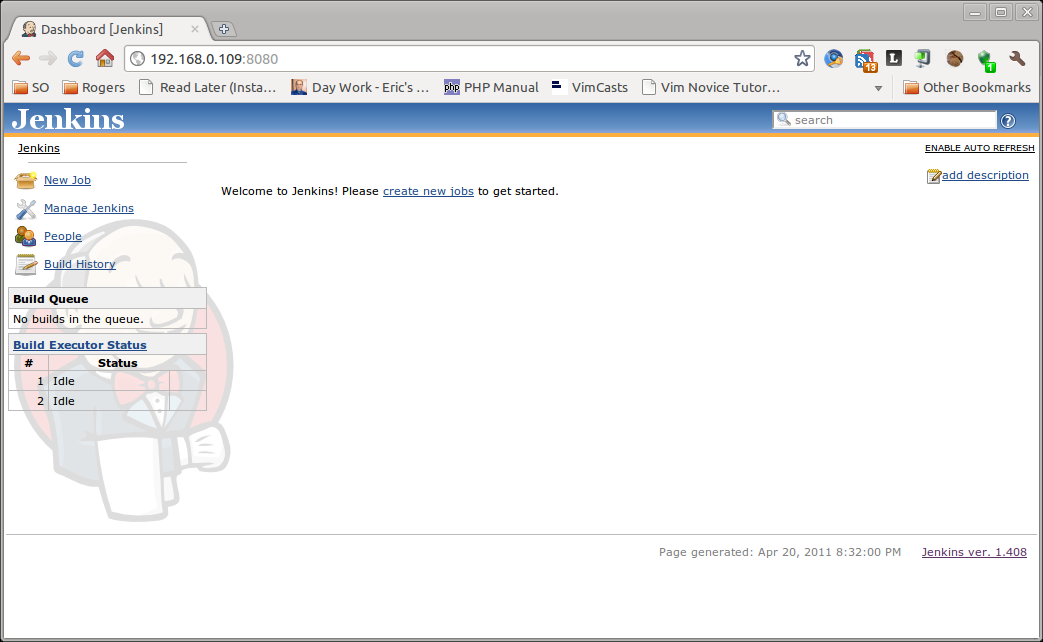 Dashboard [Jenkins]
192.168.0.109:8080
13
L
1
SO
Rogers
Read Later (Insta...
Day Work - Eric's ...
php
PHP Manual
VimCasts
Vim Novice Tutor...
Other Bookmarks
Jenkins
search
?
Jenkins
ENABLE AUTO REFRESH
New Job
add description
Welcome to Jenkins! Please create new jobs to get started.
Manage Jenkins
People
Build History
Build Queue
No builds in the queue.
Build Executor Status
# Status
1 Idle
2 Idle
Page generated: Apr 20, 2011 8:32:00 PM
Jenkins ver. 1.408